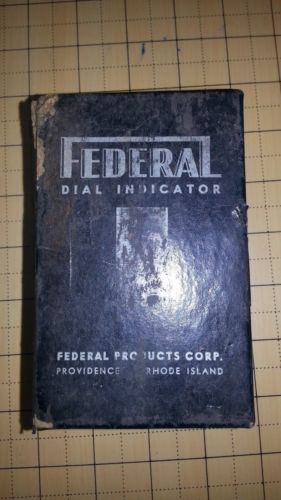 FEDERAL
DIAL INDICATOR
FEDERAL PRODUCTS CORP.
PROVIDENCE RHODE ISLAND